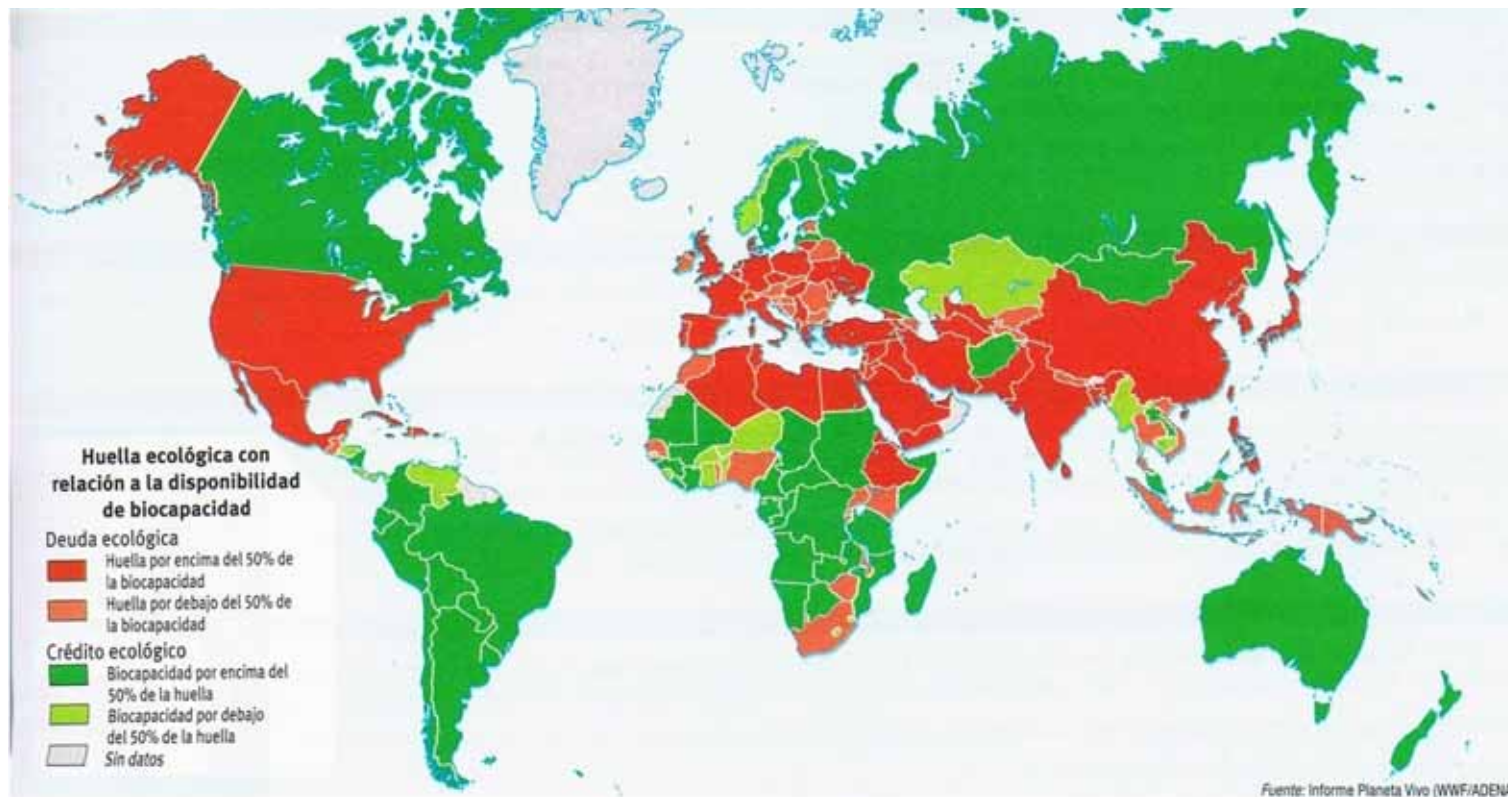 Huella ecológica con
relación a la disponibilidad
de biocapacidad
Deuda ecológica
Huella por encima del 50% de
la biocapacidad
Huella por debajo del 50% de
la biocapacidad
Crédito ecológico
Biocapacidad por encima del
50% de la huella
Biocapacidad por debajo
del 50% de la huella
Sin datos
Fuente: Informe Planeta Vivo (WWF/ADENA